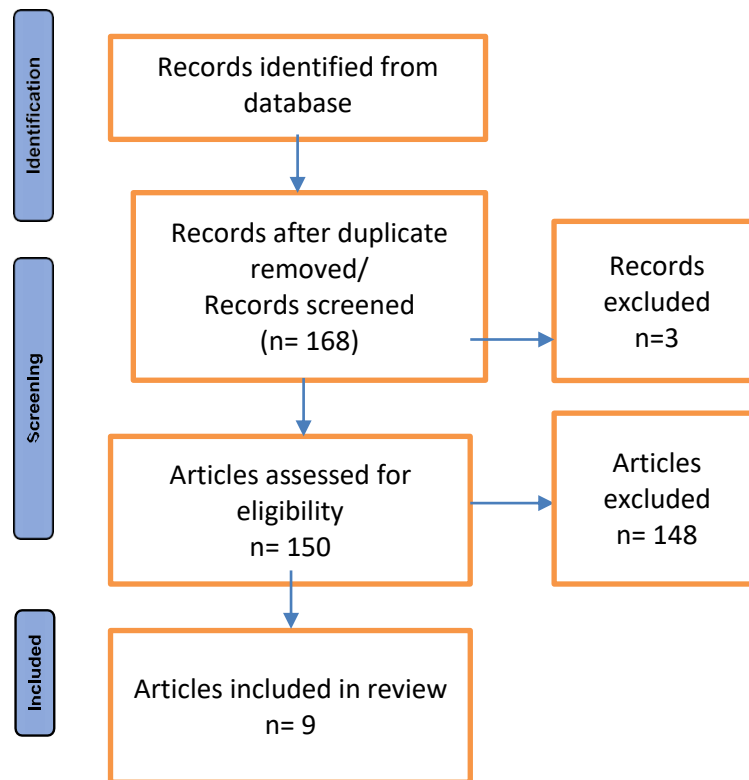 Identification
Records identified from
database
Records after duplicate
removed/
Records screened
(n= 168)
Records
excluded
n=3
Screening
Articles assessed for
eligibility
n= 150
Articles
excluded
n= 148
Included
Articles included in review
n= 9